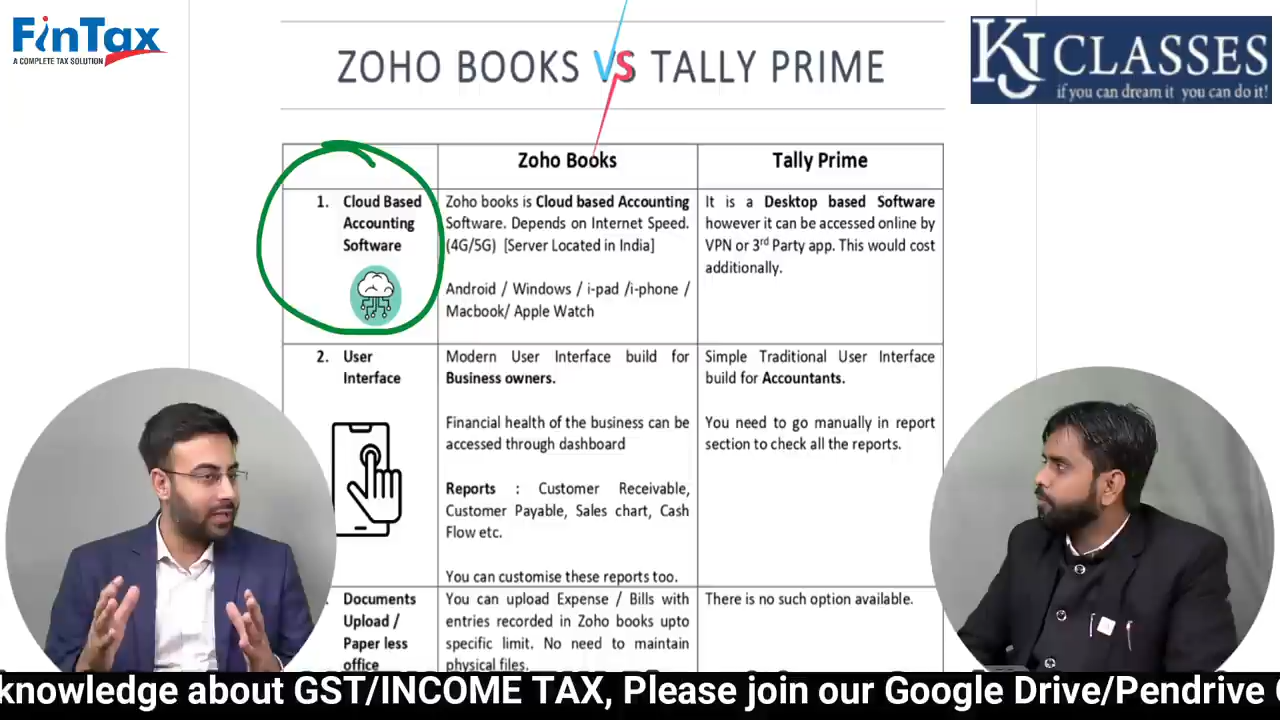 FinTax
A COMPLETE TAX SOLUTION
ZOHO BOOKS VS TALLY PRIME
KJ CLASSES
if you can dream it you can do it!
Zoho Books
Tally Prime
1. Cloud Based
Accounting
Software
Zoho books is Cloud based Accounting
Software. Depends on Internet Speed.
(4G/5G) [Server Located in India]
Android / Windows / i-pad /i-phone /
Macbook/ Apple Watch
It is a Desktop based Software
however it can be accessed online by
VPN or 3rd Party app. This would cost
additionally.
2. User
Interface
Modern User Interface build for
Business owners.
Financial health of the business can be
accessed through dashboard
Reports : Customer Receivable,
Customer Payable, Sales chart, Cash
Flow etc.
You can customise these reports too.
Simple Traditional User Interface
build for Accountants.
You need to go manually in report
section to check all the reports.
Documents
Upload /
Paper less
office
You can upload Expense / Bills with
entries recorded in Zoho books upto
specific limit. No need to maintain
physical files.
There is no such option available.
knowledge about GST/INCOME TAX, Please join our Google Drive/Pendrive